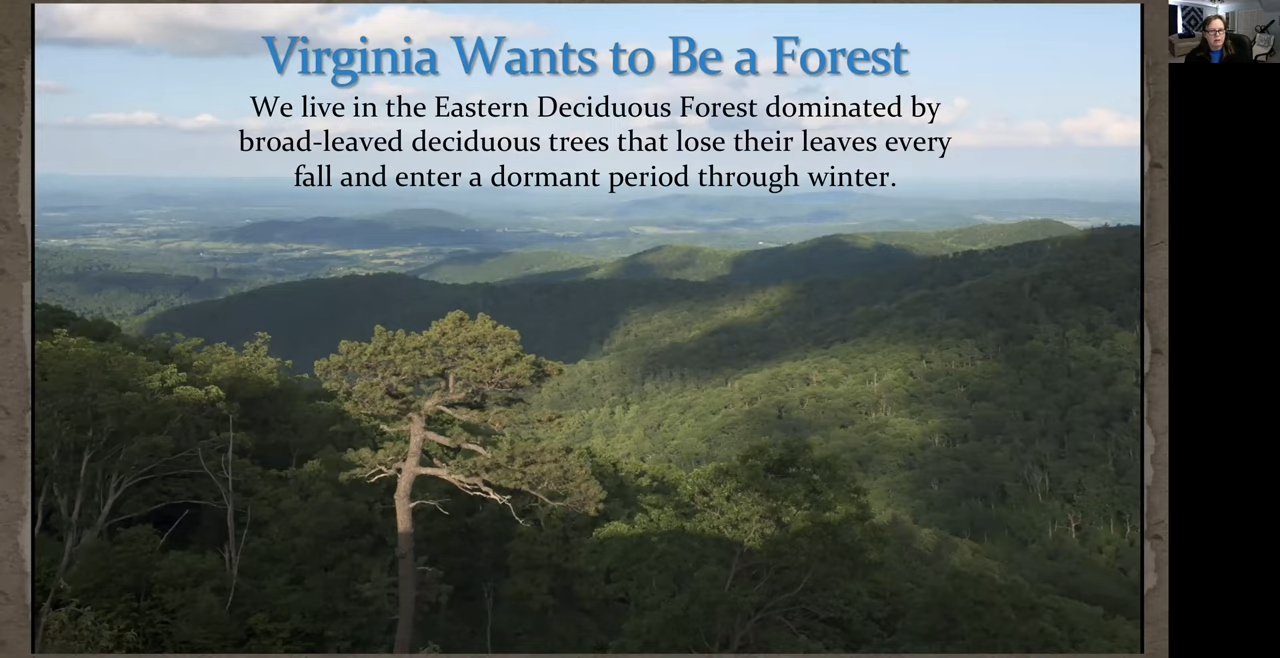 Virginia Wants to Be a Forest
We live in the Eastern Deciduous Forest dominated by
broad-leaved deciduous trees that lose their leaves every
fall and enter a dormant period through winter.